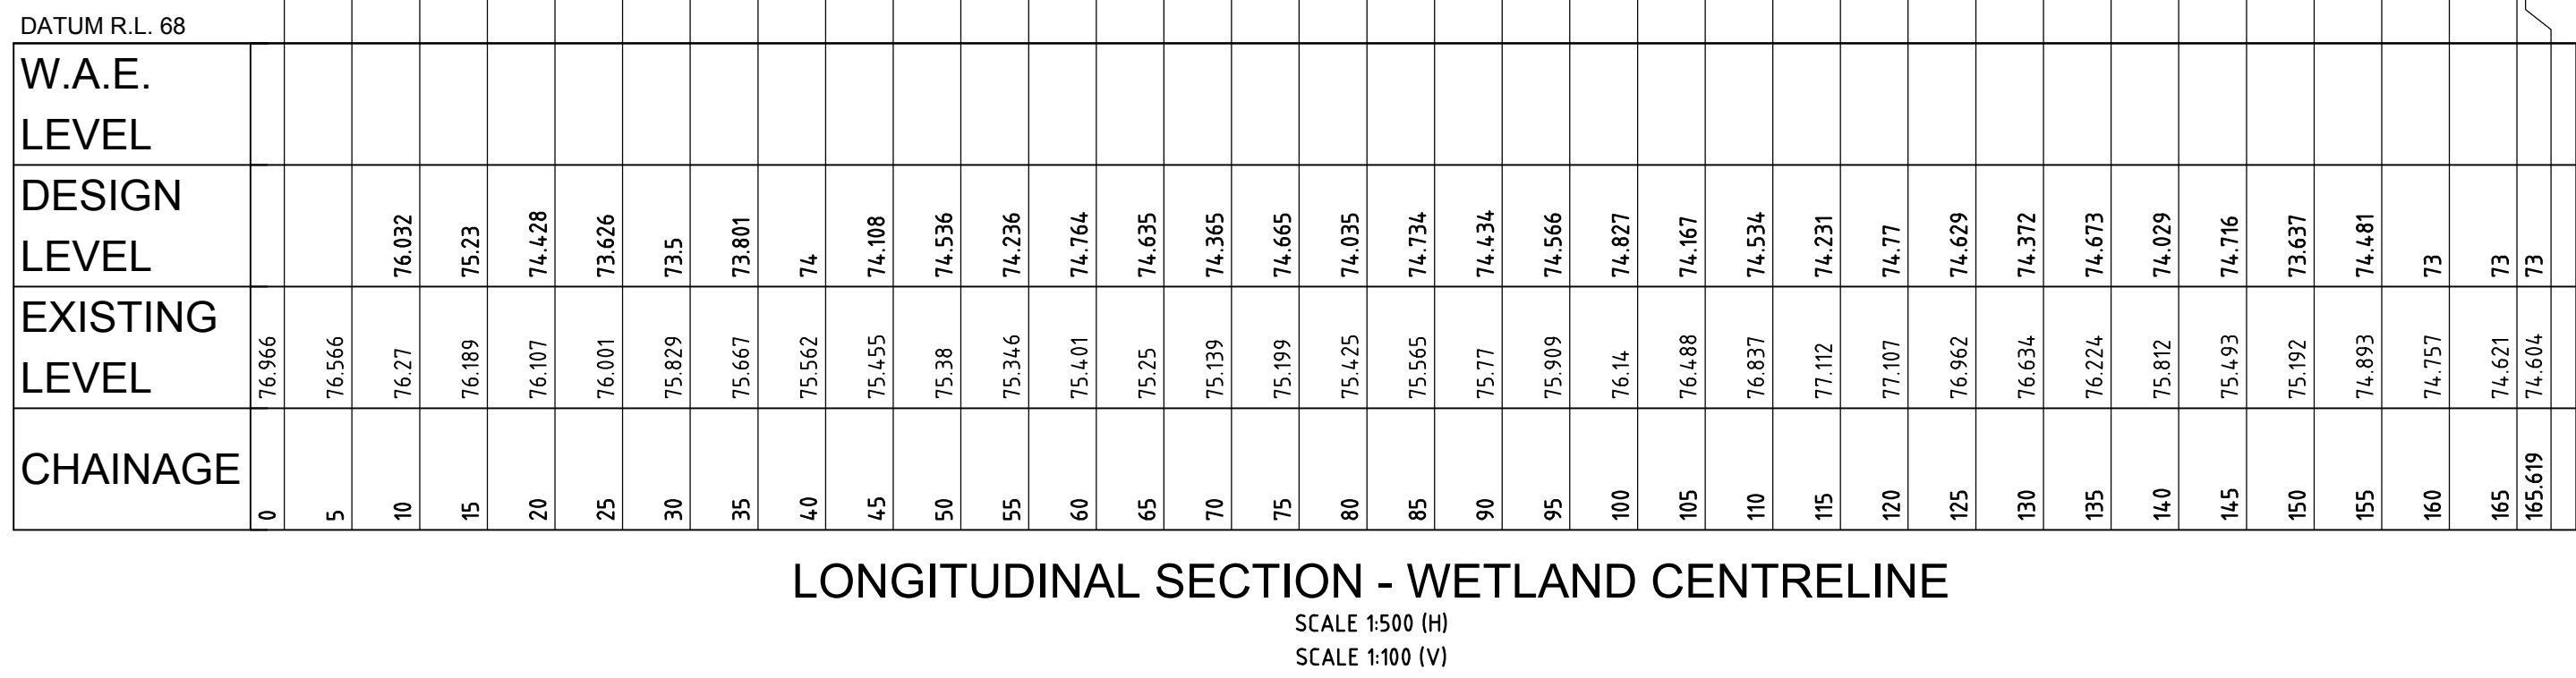 DATUM R.L. 68
W.A.E.
LEVEL
DESIGN
LEVEL
76.032 75.23 74.428 73.626 73.5 73.801 74 74.108 74.536 74.236 74.764 74.635 74.365 74.665 74.035 74.734 74.434 74.566 74.827 74.167 74.534 74.231 74.77 74.629 74.372 74.673 74.029 74.716 73.637 74.481 73 73 73
EXISTING
LEVEL
76.966 76.566 76.27 76.189 76.107 76.001 75.829 75.667 75.562 75.455 75.38 75.346 75.401 75.25 75.139 75.199 75.425 75.565 75.77 75.909 76.14 76.488 76.837 77.112 77.107 76.962 76.634 76.224 75.812 75.493 75.192 74.893 74.757 74.621 74.604
CHAINAGE
0 5 10 15 20 25 30 35 40 45 50 55 60 65 70 75 80 85 90 95 100 105 110 115 120 125 130 135 140 145 150 155 160 165 165.619
LONGITUDINAL SECTION - WETLAND CENTRELINE
SCALE 1:500 (H)
SCALE 1:100 (V)